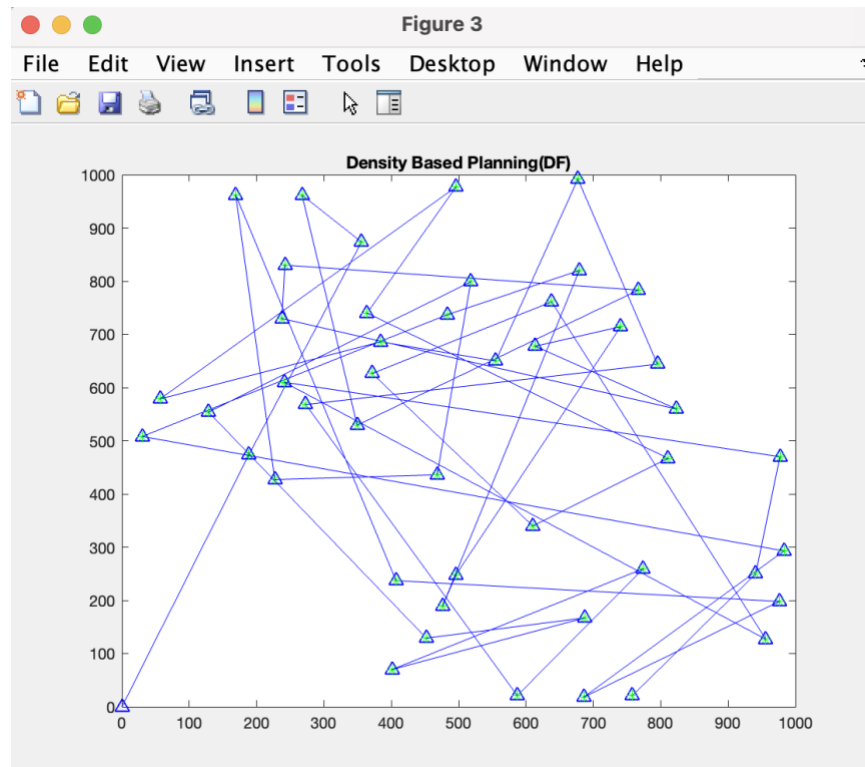 Figure 3
File Edit View Insert Tools Desktop Window Help
Density Based Planning(DF)
1000
900
800
700
600
500
400
300
200
100
0
0 100 200 300 400 500 600 700 800 900 1000